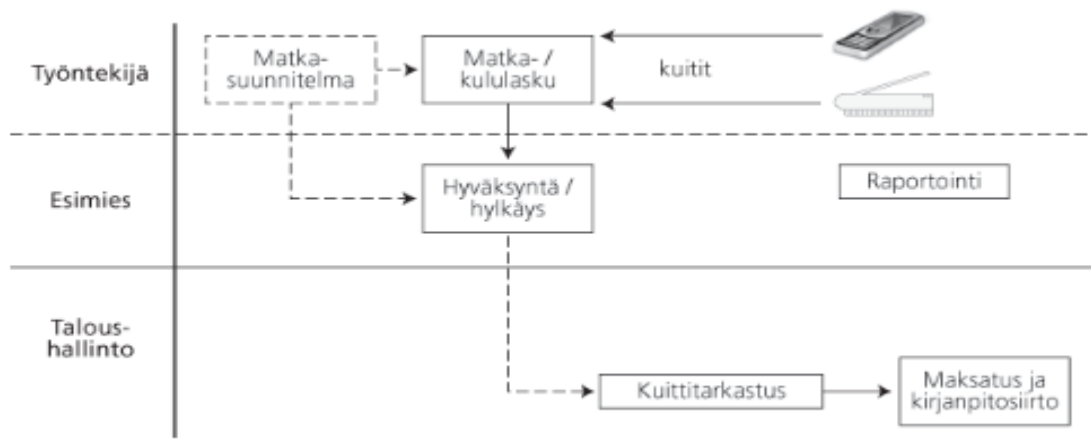 Työntekijä
Matka-
suunnitelma
Matka- /
kululasku
kuitit
Esimies
Hyväksyntä /
hylkäys
Raportointi
Talous-
hallinto
Kuittitarkastus
Maksatus ja
kirjanpitosiirto